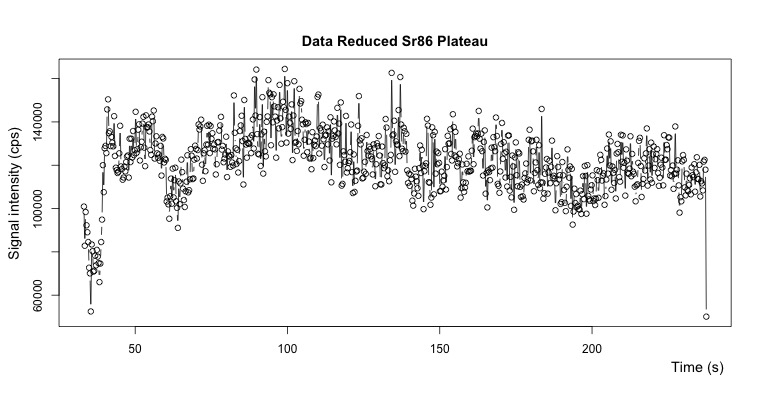 Data Reduced Sr86 Plateau
Signal intensity (cps)
140000
100000
60000
50
100
150
200
Time (s)